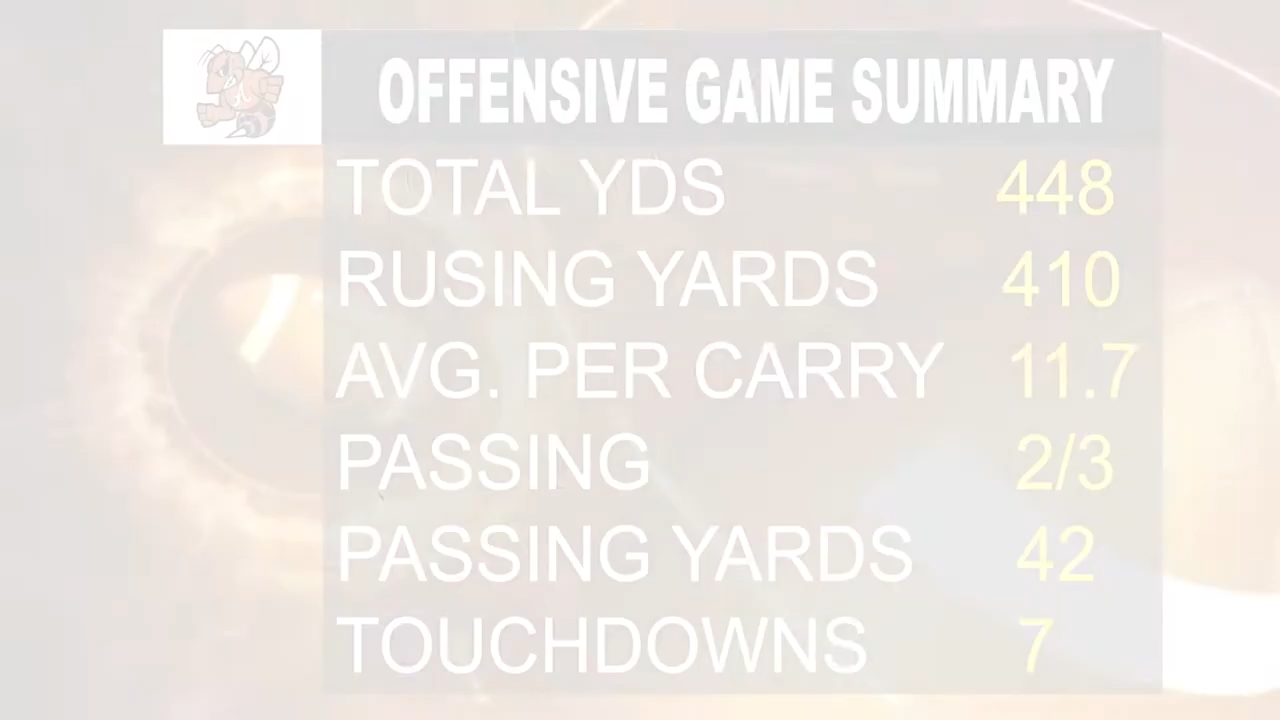 OFFENSIVE GAME SUMMARY
TOTAL YDS 448
RUSING YARDS 410
AVG. PER CARRY 11.7
PASSING 2/3
PASSING YARDS 42
TOUCHDOWNS 7